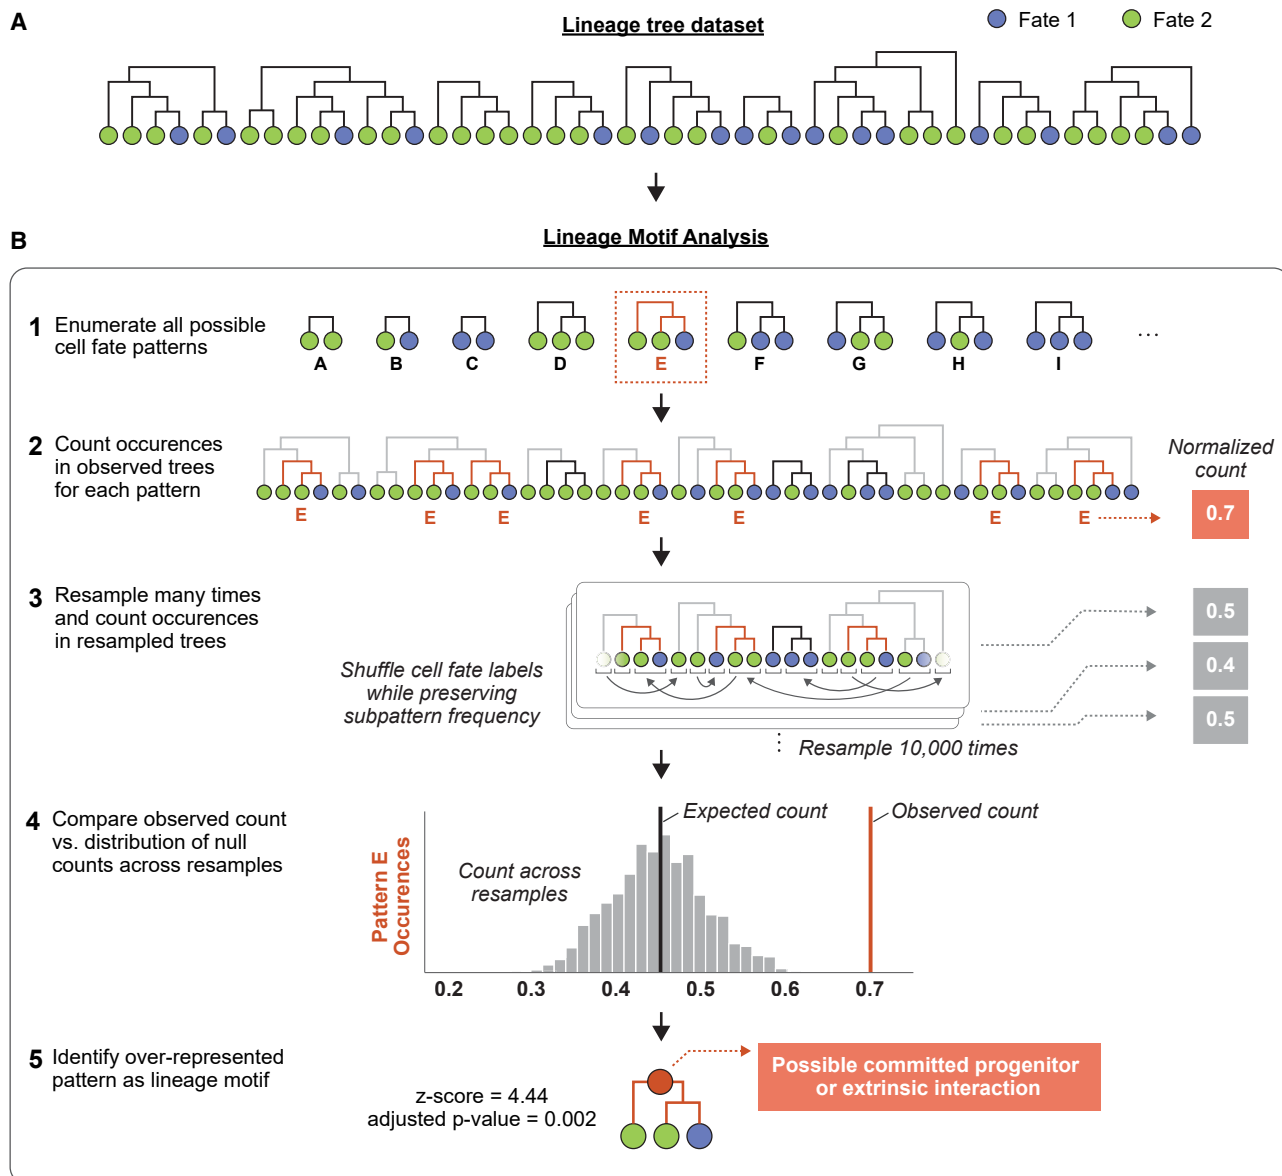 A
Lineage tree dataset
Fate 1
Fate 2
B
Lineage Motif Analysis
1 Enumerate all possible
cell fate patterns
A
B
C
D
E
F
G
H
I
...
2 Count occurences
in observed trees
for each pattern
Normalized
count
E
E
E
E
E
E
E
0.7
3 Resample many times
and count occurences
in resampled trees
Shuffle cell fate labels
while preserving
subpattern frequency
Resample 10,000 times
0.5
0.4
0.5
4 Compare observed count
vs. distribution of null
counts across resamples
Pattern E
Occurences
Count across
resamples
Expected count
Observed count
0.2
0.3
0.4
0.5
0.6
0.7
5 Identify over-represented
pattern as lineage motif
z-score = 4.44
adjusted p-value = 0.002
Possible committed progenitor
or extrinsic interaction